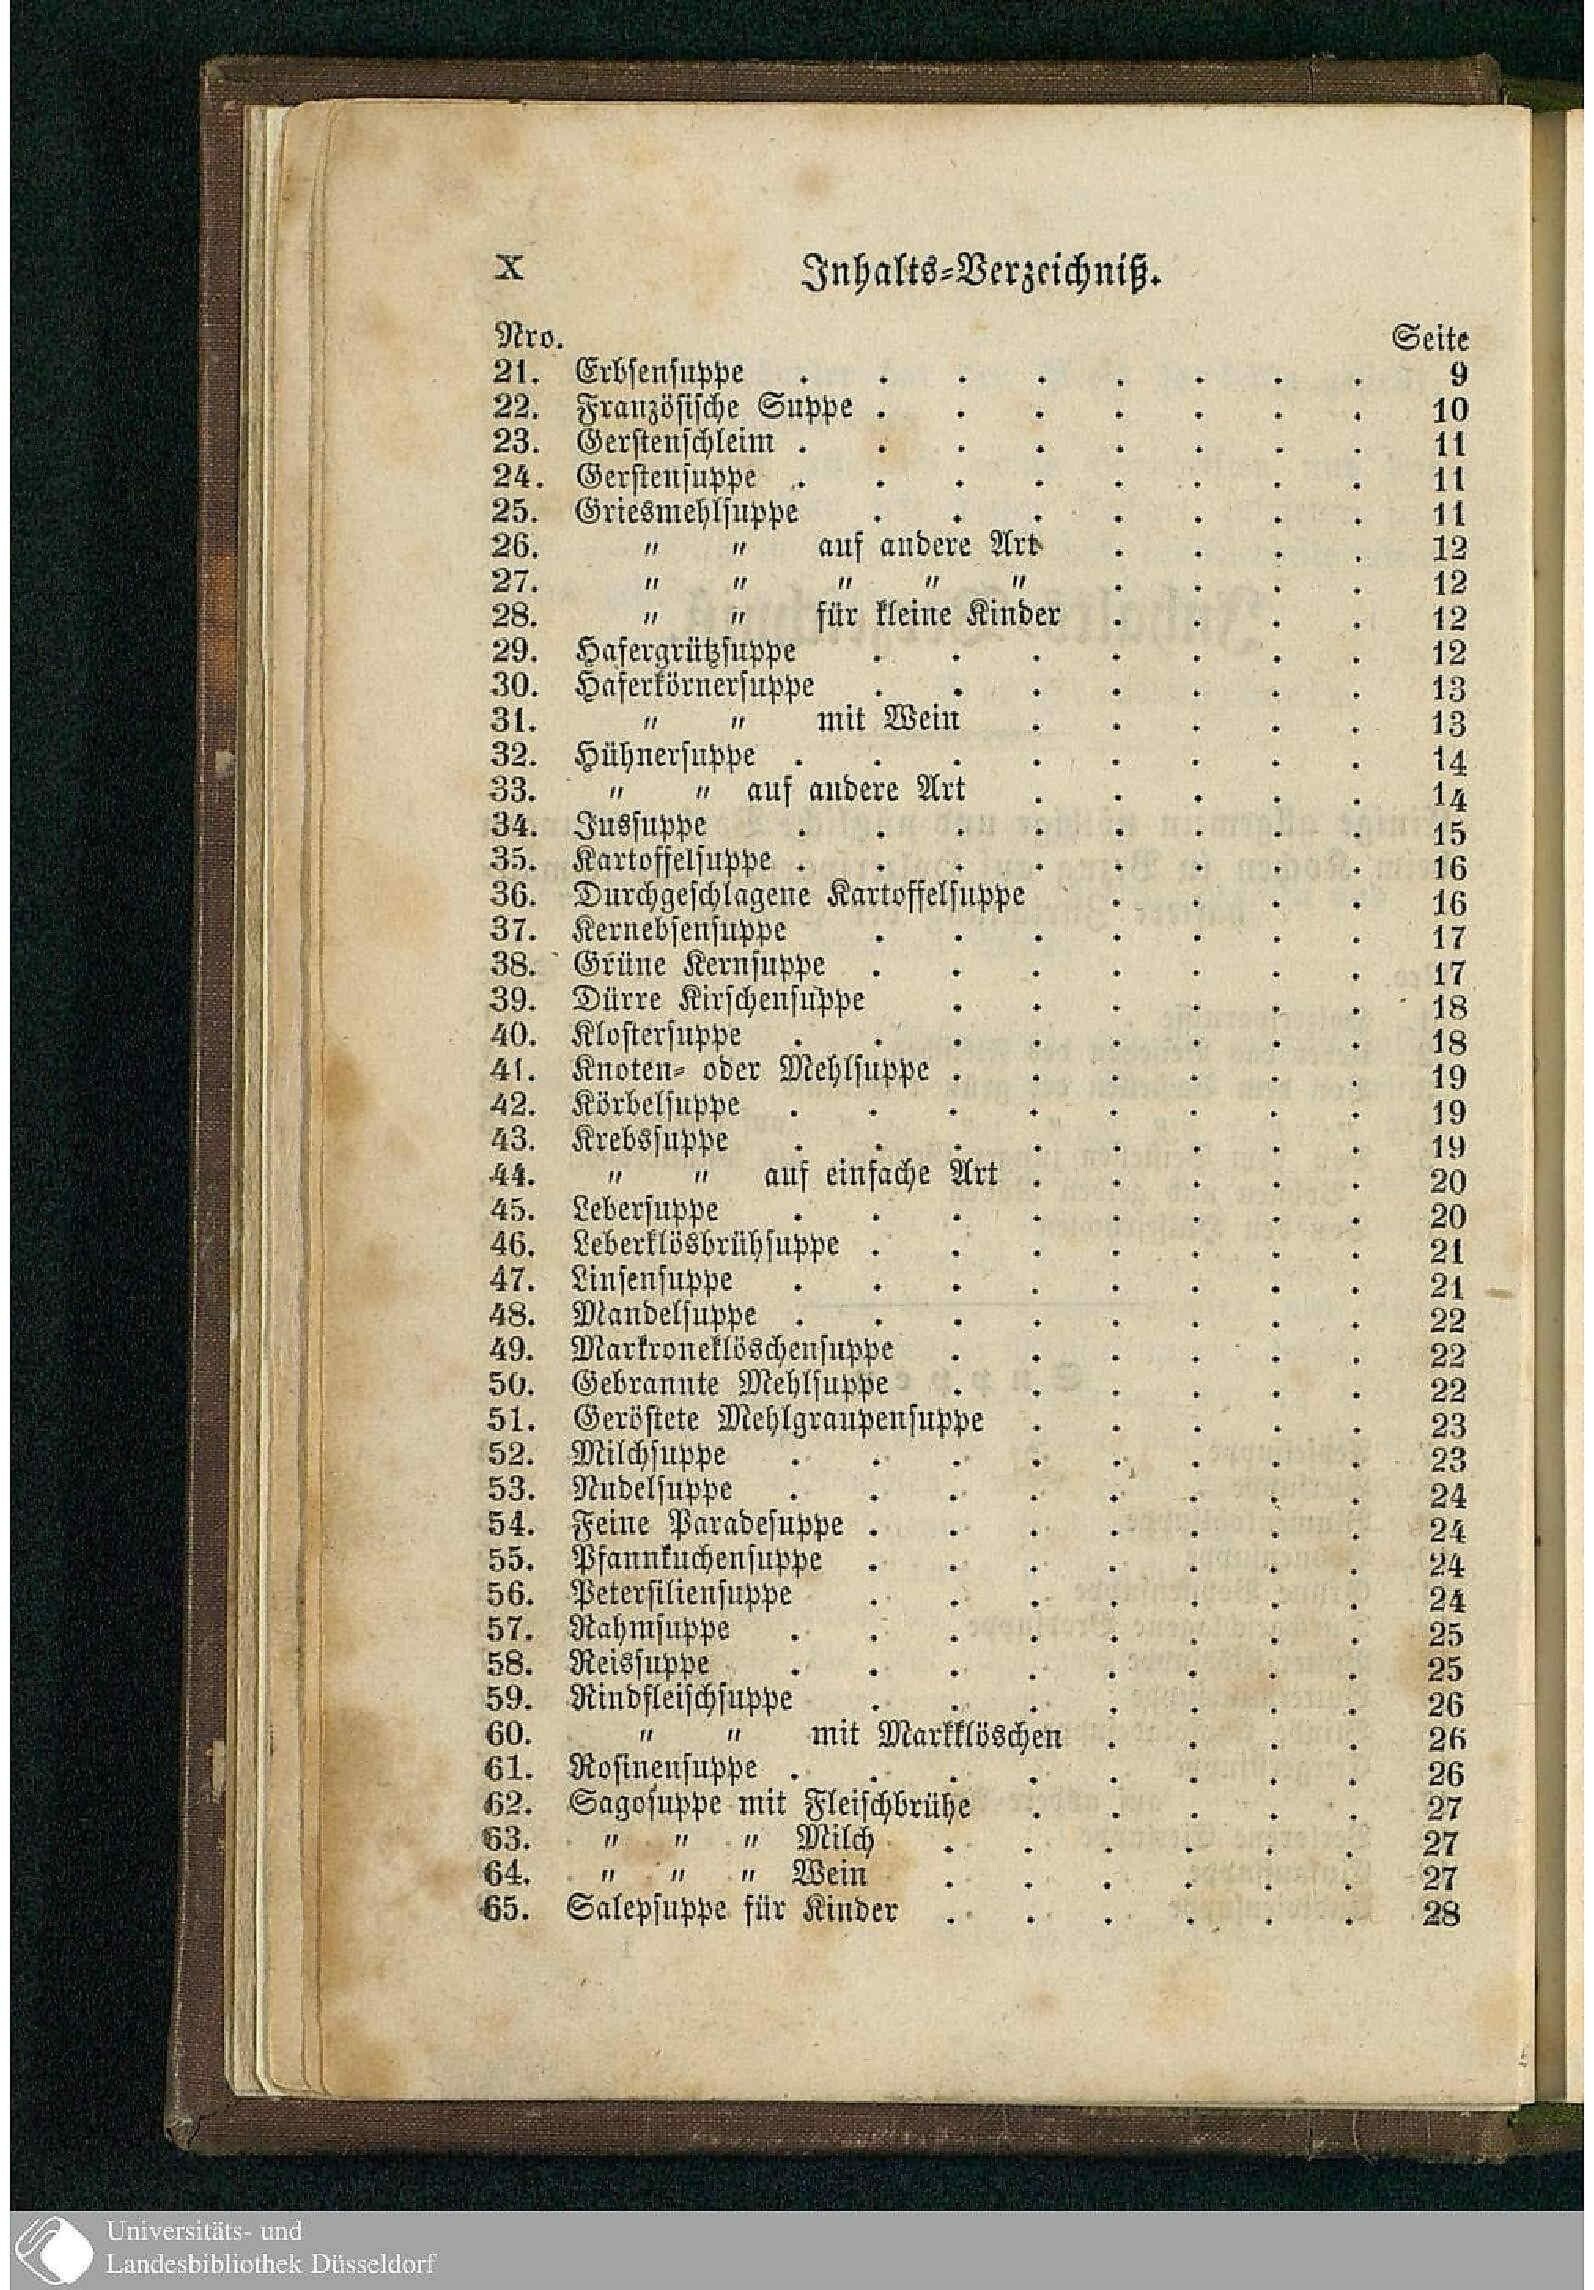 X Inhalts-Verzeichniß.
Nro. Seite
21. Erbsensuppe . . . . . . . . 9
22. Französische Suppe . . . . . . . 10
23. Gerstenschleim . . . . . . . . 11
24. Gerstensuppe . . . . . . . . 11
25. Griesmehlsuppe . . . . . . . 11
26. " " auf andere Art . . . . 12
27. " " " " " . . . . 12
28. " " für kleine Kinder . . . . 12
29. Hafergrützsuppe . . . . . . . 12
30. Haferkörnersuppe . . . . . . . 13
31. " " mit Wein . . . . . 13
32. Hühnersuppe . . . . . . . . 14
33. " " auf andere Art . . . . . 14
34. Jussuppe . . . . . . . . 15
35. Kartoffelsuppe . . . . . . . . 16
36. Durchgeschlagene Kartoffelsuppe . . . . 16
37. Kernebsensuppe . . . . . . . 17
38. Grüne Kernsuppe . . . . . . . 17
39. Dürre Kirschensuppe . . . . . . 18
40. Klostersuppe . . . . . . . . 18
41. Knoten- oder Mehlsuppe . . . . . . 19
42. Körbelsuppe . . . . . . . . 19
43. Krebssuppe . . . . . . . . 19
44. " " auf einfache Art . . . . . 20
45. Lebersuppe . . . . . . . . 20
46. Leberklösbrühsuppe . . . . . . . 21
47. Linsensuppe . . . . . . . . 21
48. Mandelsuppe . . . . . . . . 22
49. Markroneklöschensuppe . . . . . . 22
50. Gebrannte Mehlsuppe . . . . . . 22
51. Geröstete Mehlgraupensuppe . . . . . 23
52. Milchsuppe . . . . . . . . 23
53. Nudelsuppe . . . . . . . . 24
54. Feine Paradesuppe . . . . . . . 24
55. Pfannkuchensuppe . . . . . . . 24
56. Petersiliensuppe . . . . . . . 24
57. Rahmsuppe . . . . . . . . 25
58. Reissuppe . . . . . . . . 25
59. Rindfleischsuppe . . . . . . . 26
60. " " mit Markklöschen . . . . 26
61. Rosinensuppe . . . . . . . . 26
62. Sagosuppe mit Fleischbrühe . . . . . 27
63. " " " Milch . . . . . . 27
64. " " " Wein . . . . . . 27
65. Salepsuppe für Kinder . . . . . . 28
Universitäts- und
Landesbibliothek Düsseldorf